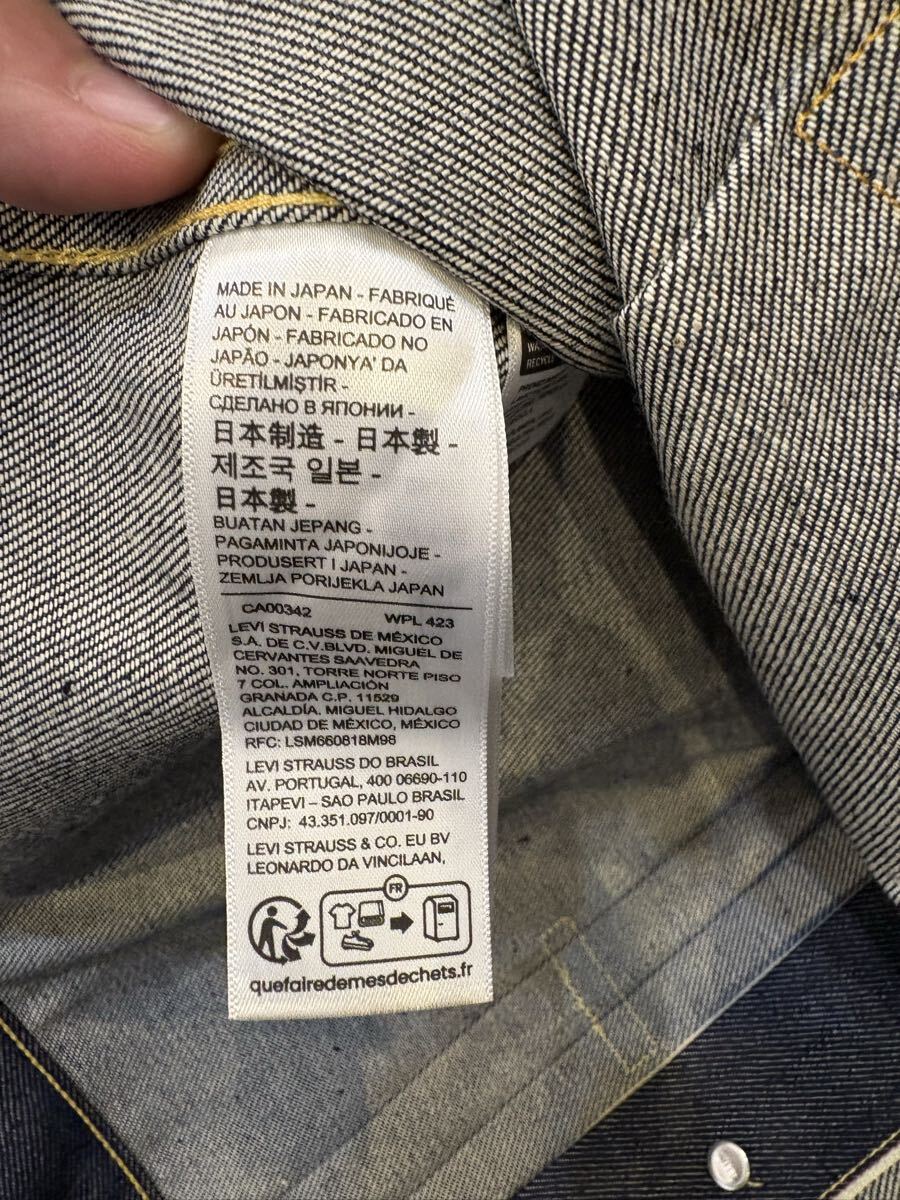 MADE IN JAPAN - FABRIQUÉ
AU JAPON - FABRICADO EN
JAPÓN - FABRICADO NO
JAPÃO - JAPONYA' DA
ÜRETİLMİŞTİR -
СДЕЛАНО В ЯПОНИИ -
日本制造 - 日本製 -
제조국 일본 -
日本製 -
BUATAN JEPANG -
PAGAMINTA JAPONIJOJE -
PRODUSERT I JAPAN -
ZEMLJA PORIJEKLA JAPAN
CA00342 WPL 423
LEVI STRAUSS DE MÉXICO
S.A. DE C.V.BLVD. MIGUEL DE
CERVANTES SAAVEDRA
NO. 301, TORRE NORTE PISO
7 COL. AMPLIACIÓN
GRANADA C.P. 11529
ALCALDÍA. MIGUEL HIDALGO
CIUDAD DE MÉXICO, MÉXICO
RFC: LSM660818M98
LEVI STRAUSS DO BRASIL
AV. PORTUGAL, 400 06690-110
ITAPEVI – SAO PAULO BRASIL
CNPJ: 43.351.097/0001-90
LEVI STRAUSS & CO. EU BV
LEONARDO DA VINCILAAN,
FR
quefairedemesdechets.fr